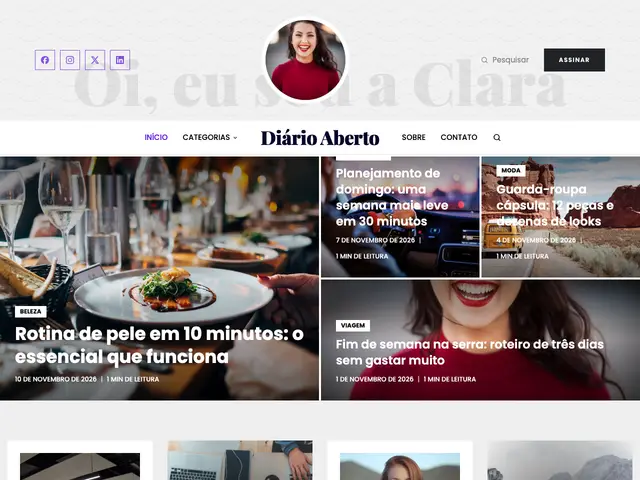 Oi, eu sou a Clara
Pesquisar
ASSINAR
INÍCIO
CATEGORIAS
Diário Aberto
SOBRE
CONTATO
BELEZA
Rotina de pele em 10 minutos: o
essencial que funciona
10 DE NOVEMBRO DE 2026 | 1 MIN DE LEITURA
Planejamento de
domingo: uma
semana mais leve
em 30 minutos
7 DE NOVEMBRO DE 2026 |
1 MIN DE LEITURA
MODA
Guarda-roupa
cápsula: 12 peças e
dezenas de looks
4 DE NOVEMBRO DE 2026 |
1 MIN DE LEITURA
VIAGEM
Fim de semana na serra: roteiro de três dias
sem gastar muito
1 DE NOVEMBRO DE 2026 | 1 MIN DE LEITURA